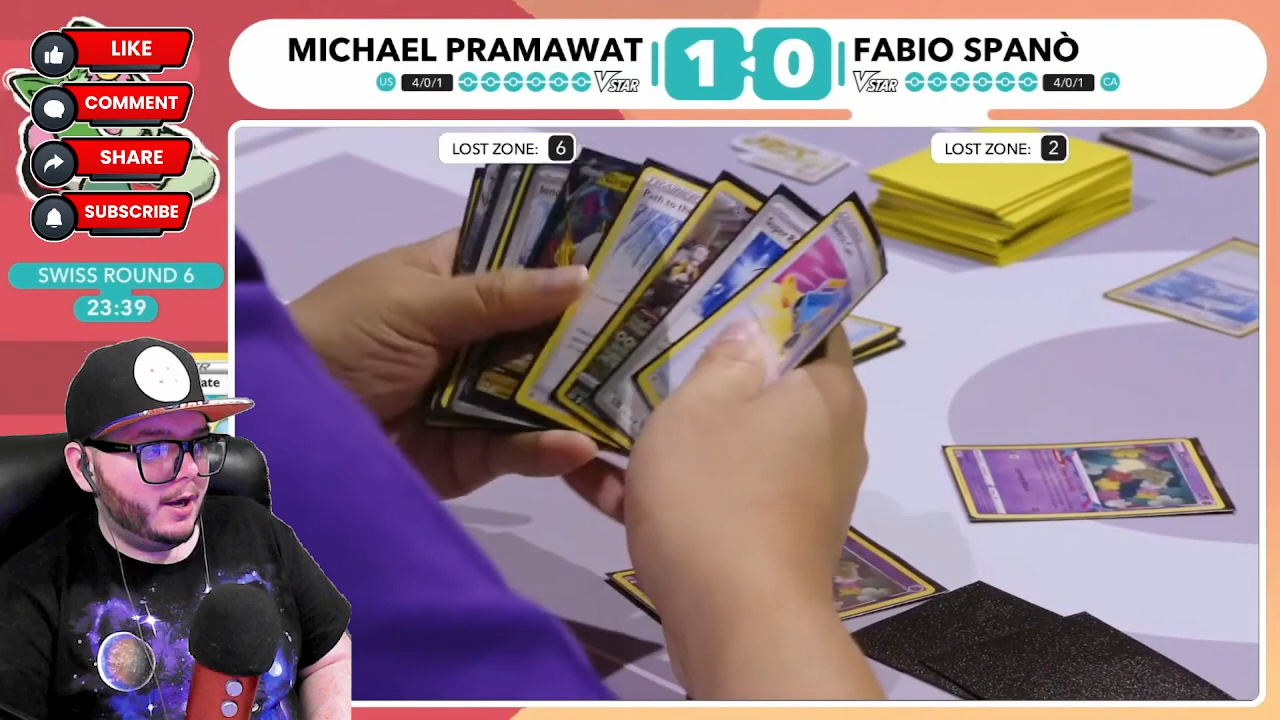 LIKE
COMMENT
SHARE
SUBSCRIBE
SWISS ROUND 6
23:39
MICHAEL PRAMAWAT
US 4/0/1 VSTAR
1 0
FABIO SPANÒ
VSTAR 4/0/1 CA
LOST ZONE: 6
LOST ZONE: 2
TRAINER
Path to the
ate